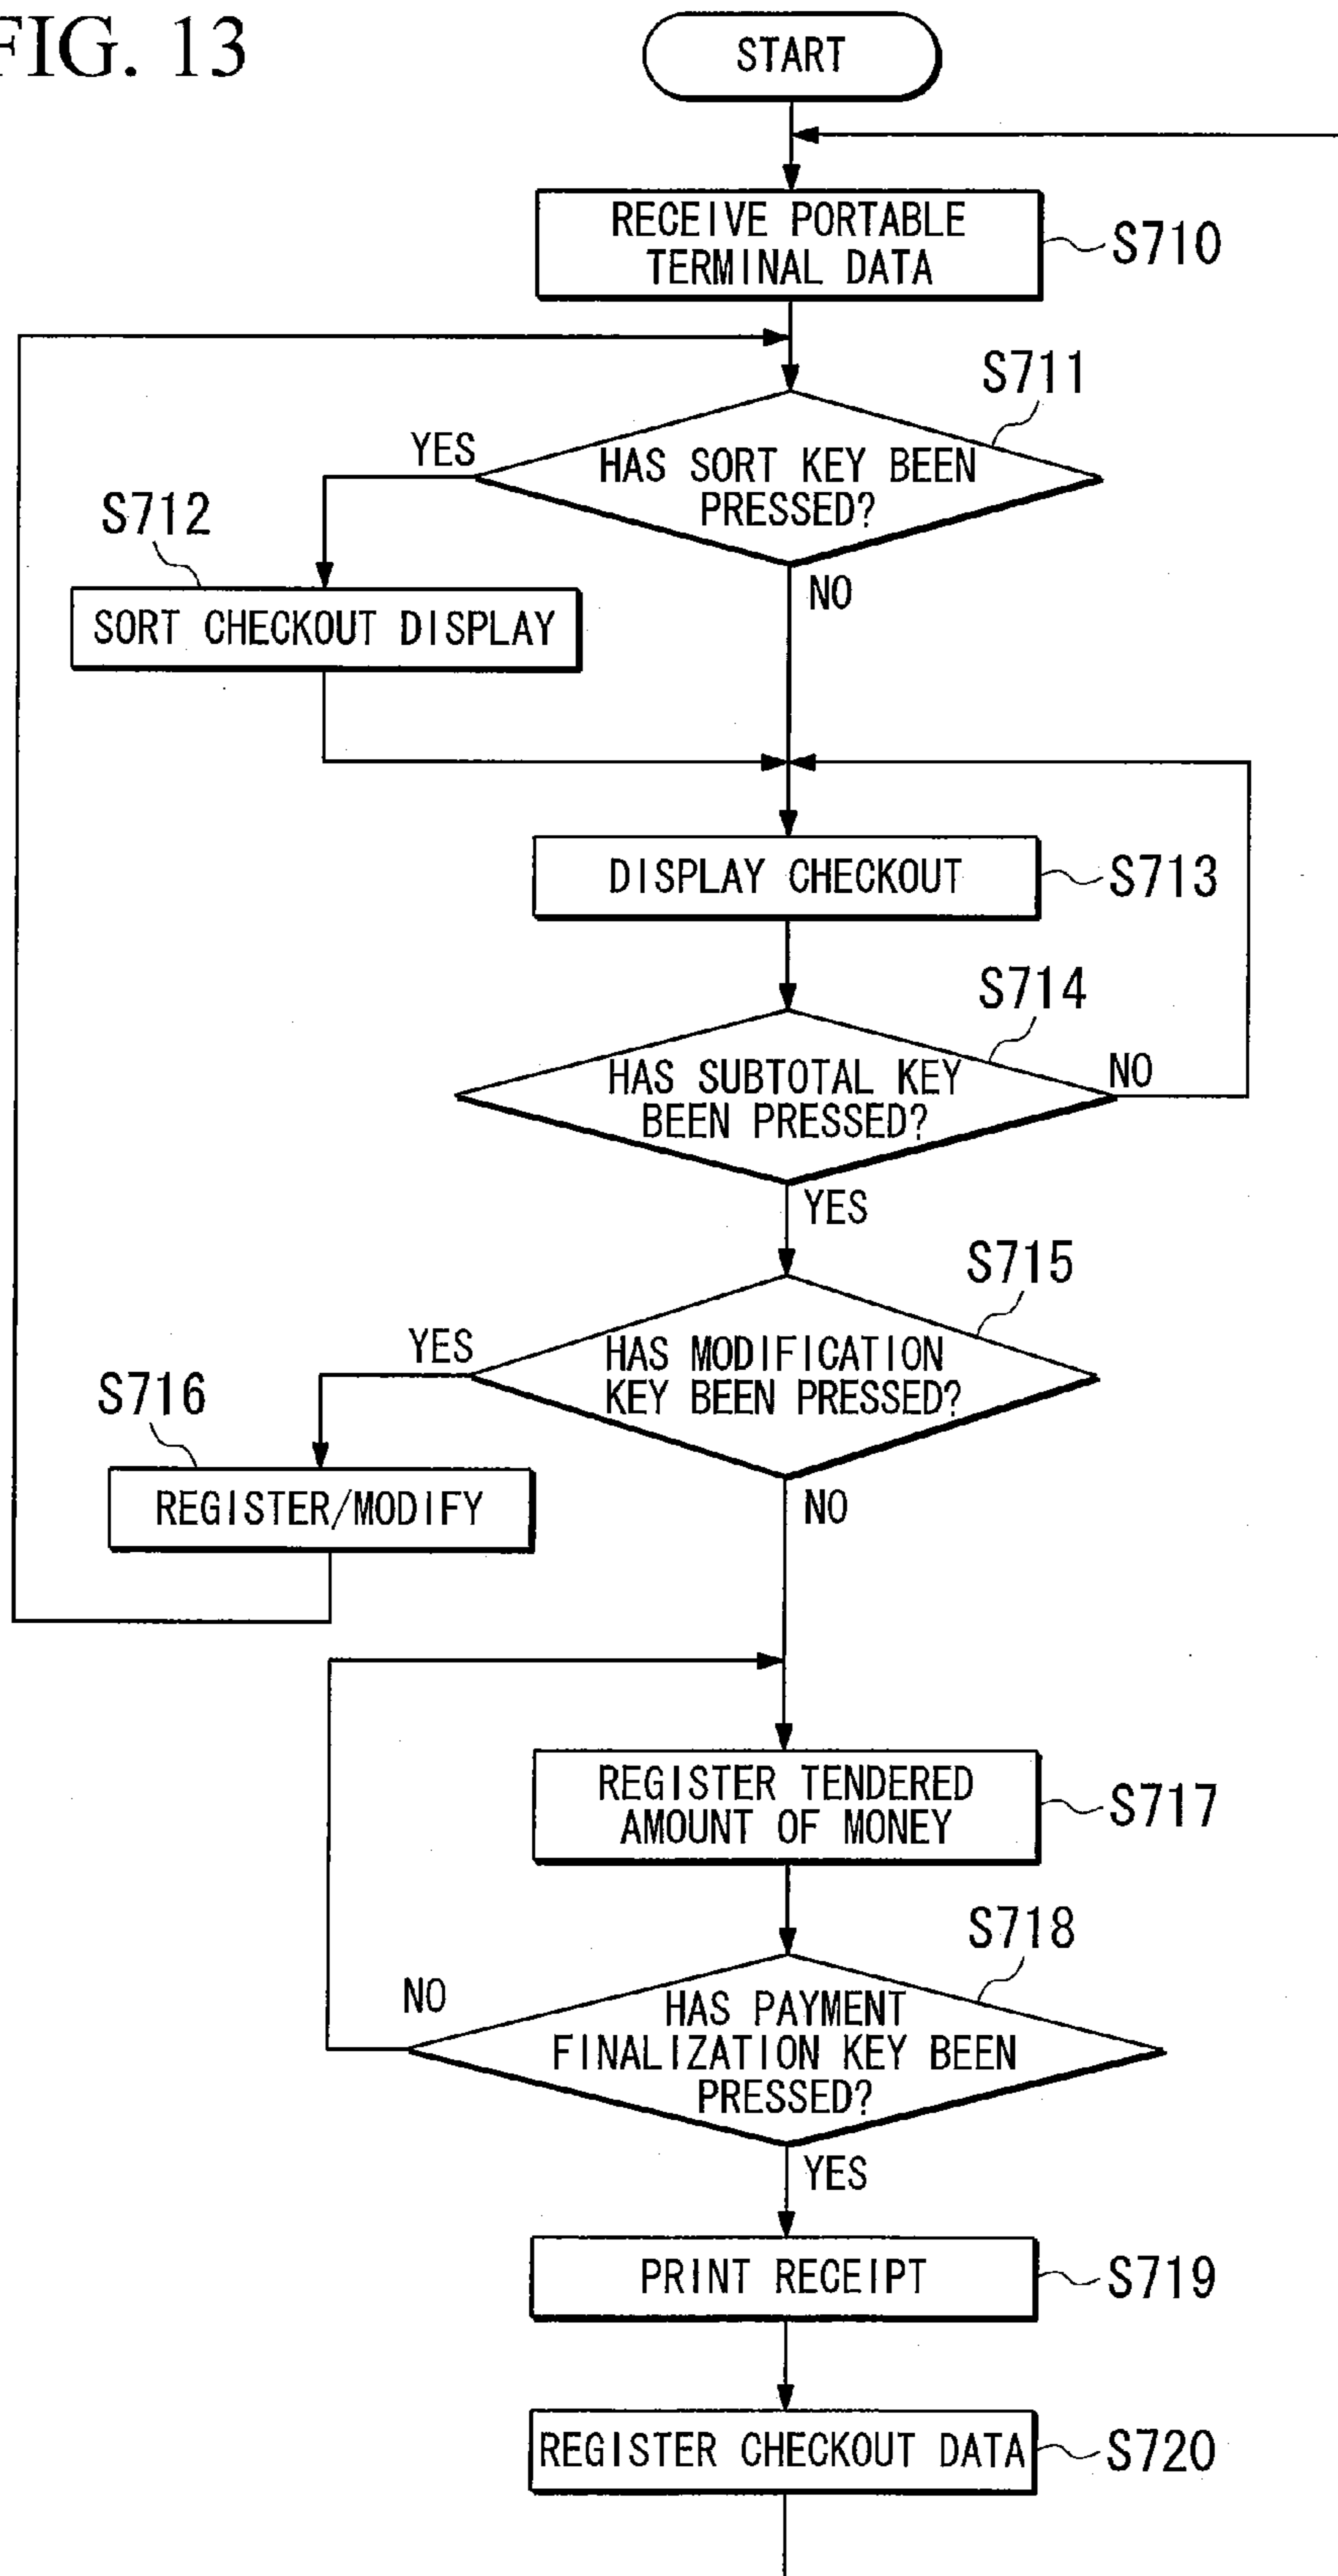 FIG. 13
START
RECEIVE PORTABLE
TERMINAL DATA
S710
S711
YES
HAS SORT KEY BEEN
PRESSED?
S712
NO
SORT CHECKOUT DISPLAY
DISPLAY CHECKOUT
S713
S714
HAS SUBTOTAL KEY
BEEN PRESSED?
NO
YES
S715
YES
HAS MODIFICATION
KEY BEEN PRESSED?
S716
NO
REGISTER/MODIFY
REGISTER TENDERED
AMOUNT OF MONEY
S717
S718
NO
HAS PAYMENT
FINALIZATION KEY BEEN
PRESSED?
YES
PRINT RECEIPT
S719
REGISTER CHECKOUT DATA
S720